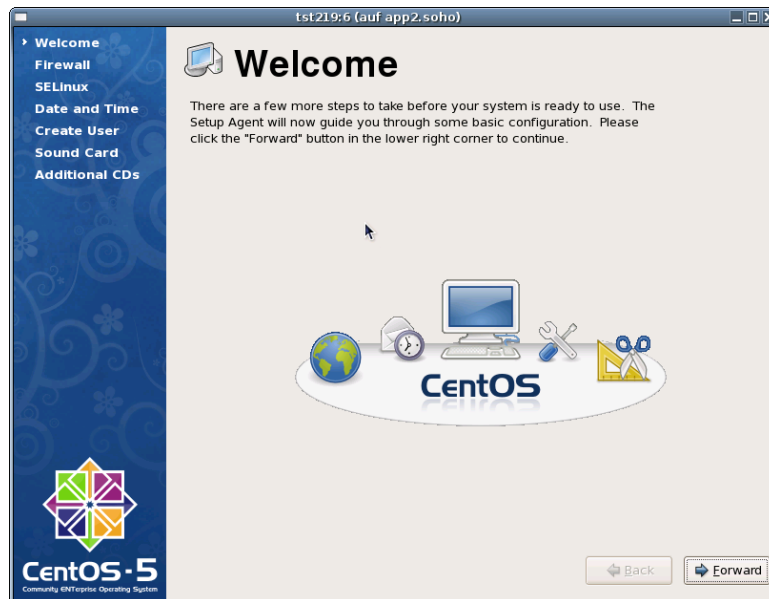 tst219:6 (auf app2.soho)
Welcome
Firewall
SELinux
Date and Time
Create User
Sound Card
Additional CDs
Welcome
There are a few more steps to take before your system is ready to use. The
Setup Agent will now guide you through some basic configuration. Please
click the "Forward" button in the lower right corner to continue.
CentOS
CentOS-5
Community ENTerprise Operating System
Back
Forward